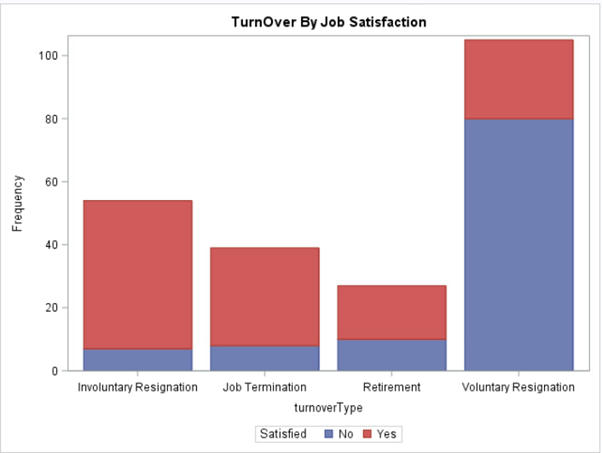 TurnOver By Job Satisfaction
100
80
60
40
20
0
Frequency
Involuntary Resignation Job Termination Retirement Voluntary Resignation
turnoverType
Satisfied No Yes